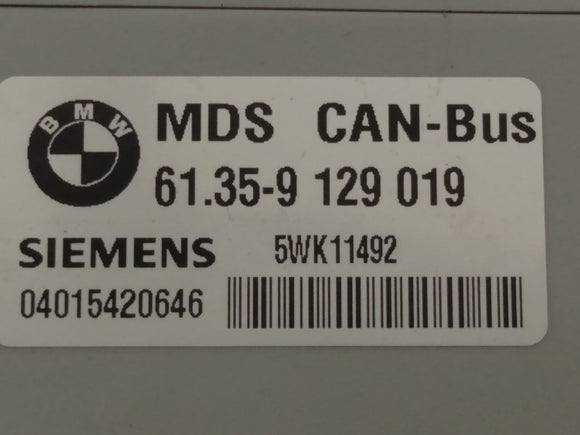 BMW
MDS CAN-Bus
61.35-9 129 019
SIEMENS 5WK11492
04015420646